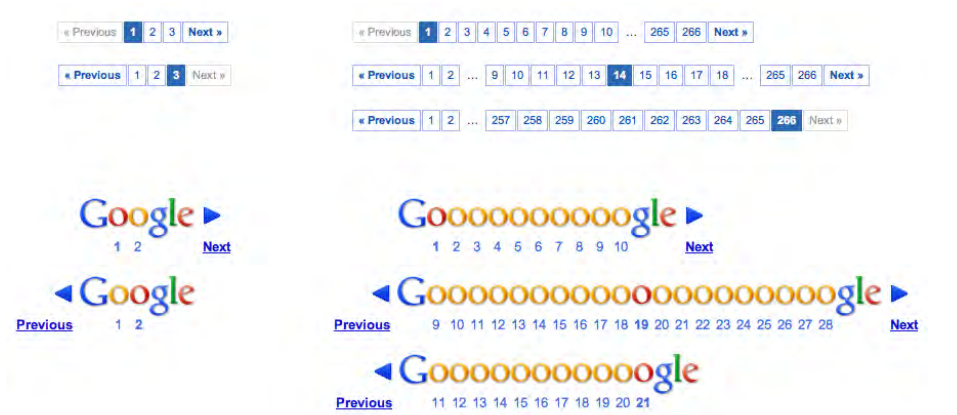 « Previous 1 2 3 Next »
« Previous 1 2 3 4 5 6 7 8 9 10 ... 265 266 Next »
« Previous 1 2 3 Next »
« Previous 1 2 ... 9 10 11 12 13 14 15 16 17 18 ... 265 266 Next »
« Previous 1 2 ... 257 258 259 260 261 262 263 264 265 266 Next »
Google
1 2 Next
Goooooooooogle
1 2 3 4 5 6 7 8 9 10 Next
Google
Previous 1 2
Goooooooooooooooooooogle
Previous 9 10 11 12 13 14 15 16 17 18 19 20 21 22 23 24 25 26 27 28 Next
Gooooooooooogle
Previous 11 12 13 14 15 16 17 18 19 20 21